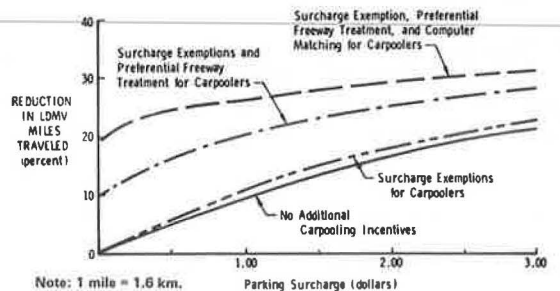 40
30
20
10
0
REDUCTION
IN LDMV
MILES
TRAVELED
(percent)
Surcharge Exemption, Preferential
Freeway Treatment, and Computer
Matching for Carpoolers
Surcharge Exemptions and
Preferential Freeway
Treatment for Carpoolers
Surcharge Exemptions
for Carpoolers
No Additional
Carpooling Incentives
1.00
2.00
3.00
Parking Surcharge (dollars)
Note: 1 mile = 1.6 km.